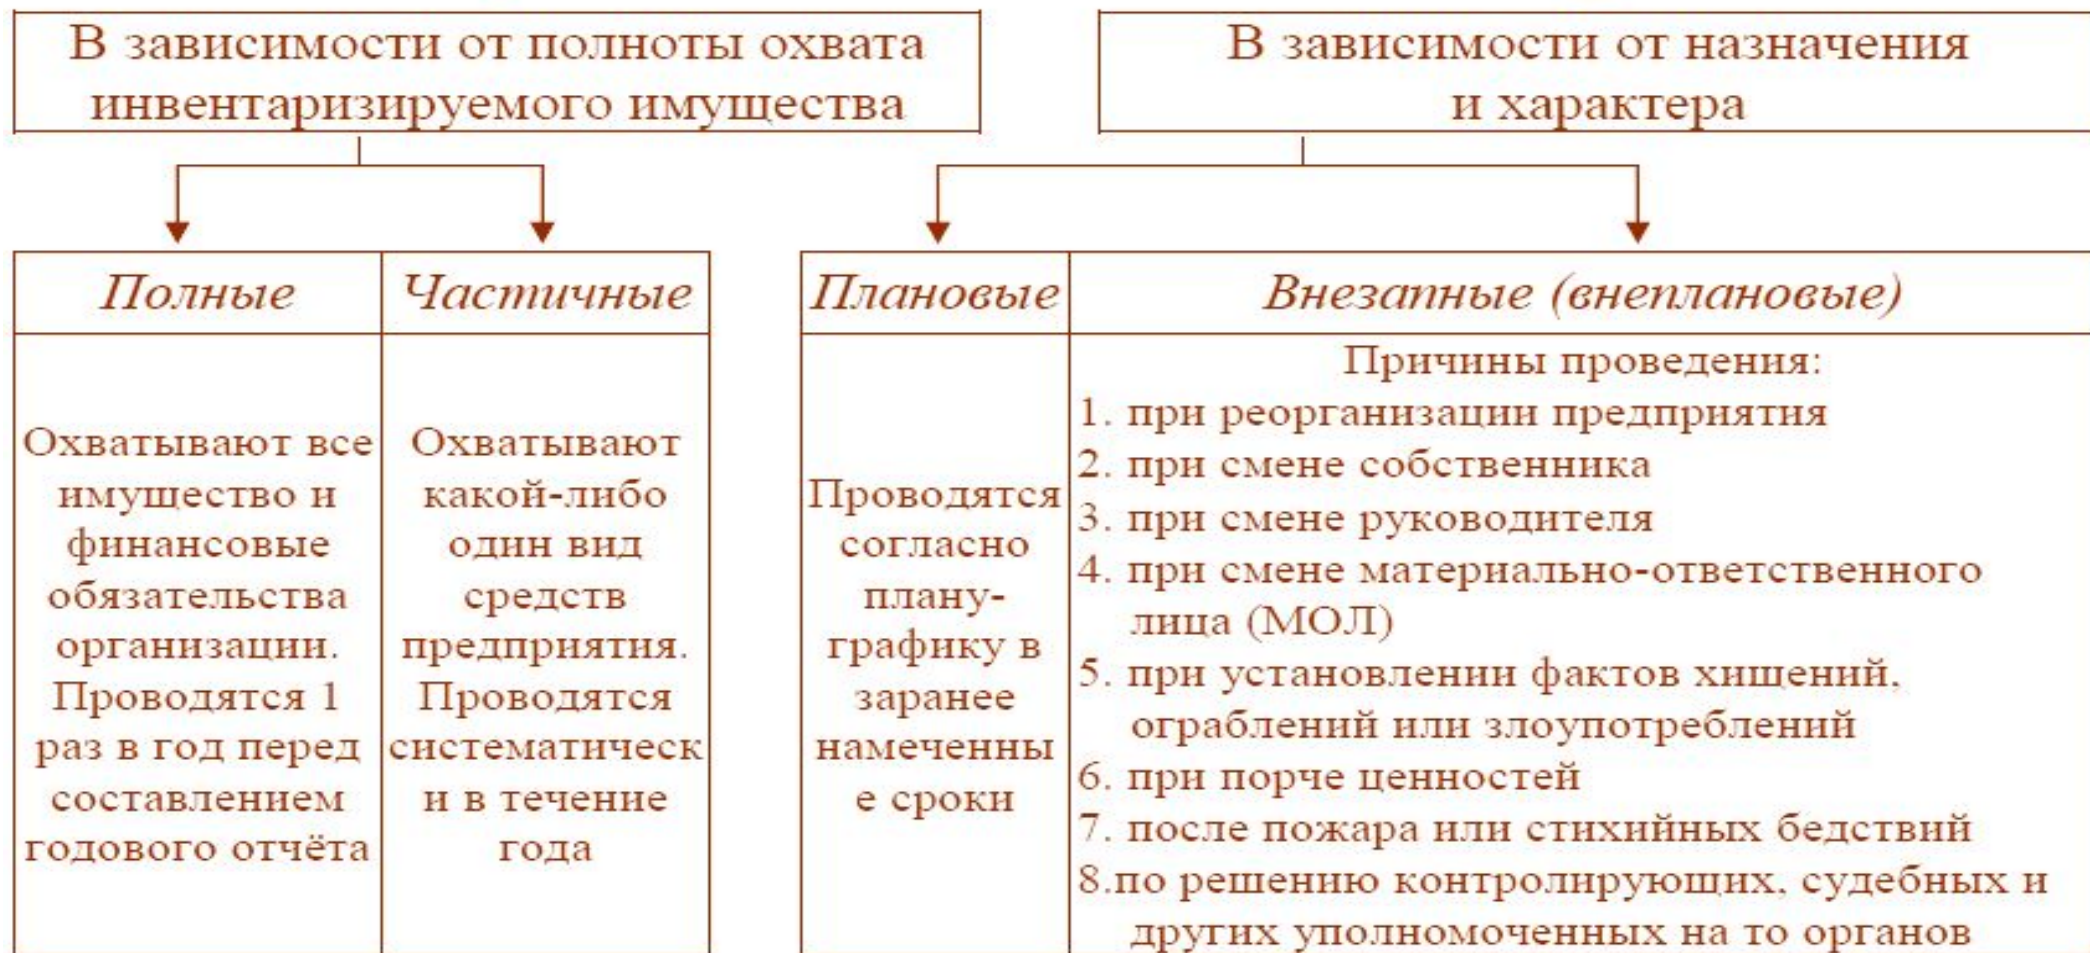 В зависимости от полноты охвата
инвентаризируемого имущества
В зависимости от назначения
и характера
Полные
Охватывают все
имущество и
финансовые
обязательства
организации.
Проводятся 1
раз в год перед
составлением
годового отчёта
Частичные
Охватывают
какой-либо
один вид
средств
предприятия.
Проводятся
систематическ
и в течение
года
Плановые
Проводятся
согласно
плану-
графику в
заранее
намеченны
е сроки
Внезапные (внеплановые)
Причины проведения:
1. при реорганизации предприятия
2. при смене собственника
3. при смене руководителя
4. при смене материально-ответственного
лица (МОЛ)
5. при установлении фактов хищений,
ограблений или злоупотреблений
6. при порче ценностей
7. после пожара или стихийных бедствий
8.по решению контролирующих, судебных и
других уполномоченных на то органов